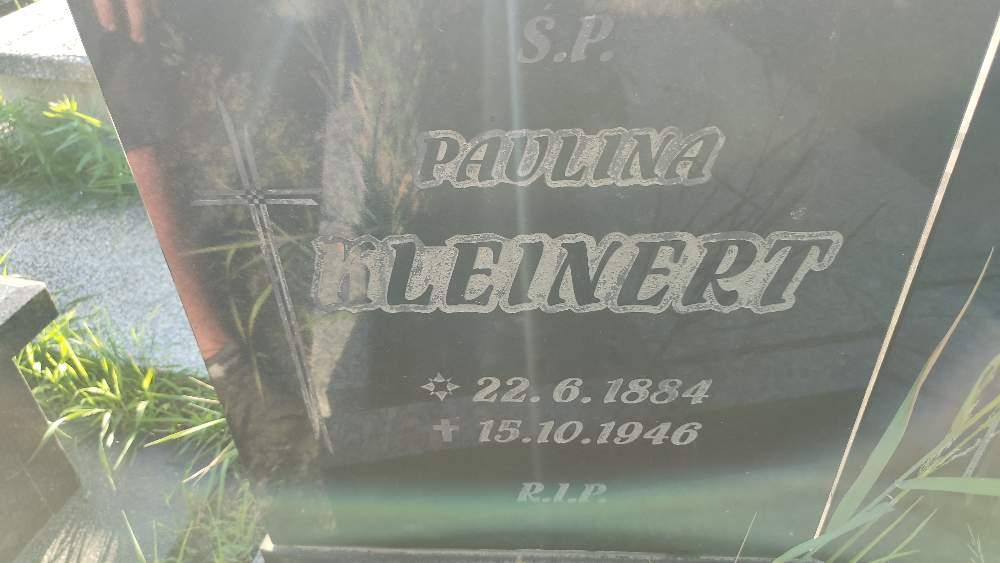 Ś.P.
PAULINA
KLEINERT
22.6.1884
15.10.1946
R.I.P.